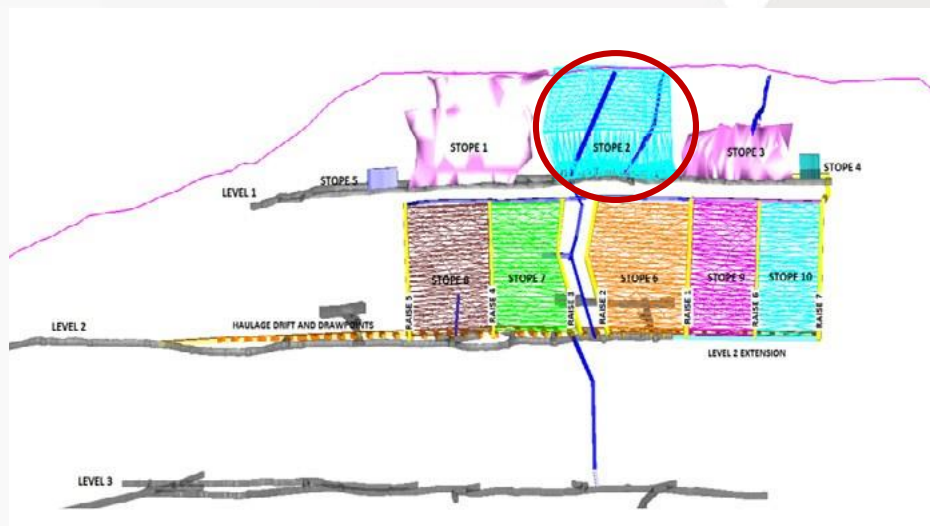 STOPE 1
STOPE 2
STOPE 3
STOPE 4
STOPE 5
LEVEL 1
STOPE 8
STOPE 7
STOPE 6
STOPE 9
STOPE 10
RAISE 5
RAISE 4
RAISE 3
RAISE 2
RAISE 1
RAISE 6
RAISE 7
LEVEL 2
HAULAGE DRIFT AND DRAWPOINTS
LEVEL 2 EXTENSION
LEVEL 3